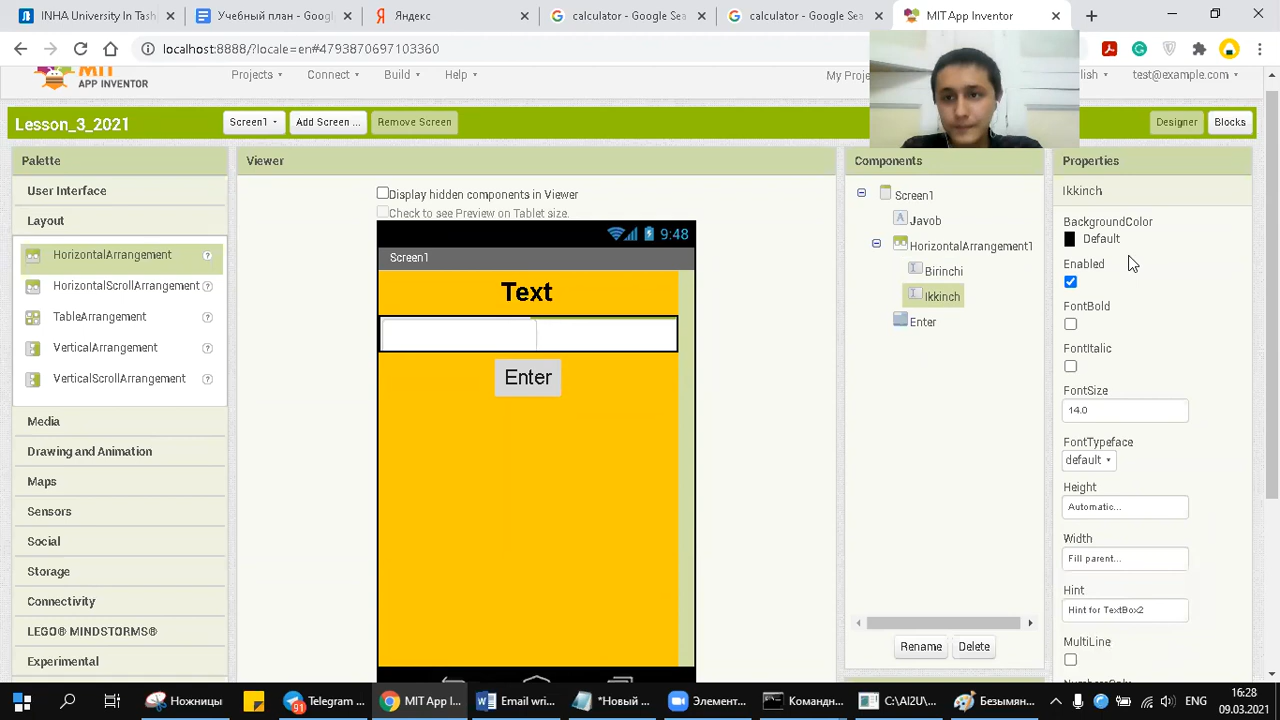 INHA University In Tash
Учебный план - Googl
Яндекс
calculator - Google Sea
calculator - Google Sea
MIT App Inventor
localhost:8888/?locale=en#4793870697103360
MIT
APP INVENTOR
Projects
Connect
Build
Help
My Proje
lish
test@example.com
Lesson_3_2021
Screen1
Add Screen ...
Remove Screen
Designer
Blocks
Palette
Viewer
Components
Properties
User Interface
Layout
HorizontalArrangement
HorizontalScrollArrangement
TableArrangement
VerticalArrangement
VerticalScrollArrangement
Media
Drawing and Animation
Maps
Sensors
Social
Storage
Connectivity
LEGO® MINDSTORMS®
Experimental
Display hidden components in Viewer
Check to see Preview on Tablet size.
9:48
Screen1
Text
Enter
Screen1
Javob
HorizontalArrangement1
Birinchi
Ikkinch
Enter
Rename
Delete
Ikkinch
BackgroundColor
Default
Enabled
FontBold
FontItalic
FontSize
14.0
FontTypeface
default
Height
Automatic...
Width
Fill parent...
Hint
Hint for TextBox2
MultiLine
Ножницы
Telegram ...
91
MIT App I...
Email wri...
*Новый ...
Элемент...
Командн...
C:\AI2U\...
Безымян...
ENG
16:28
09.03.2021